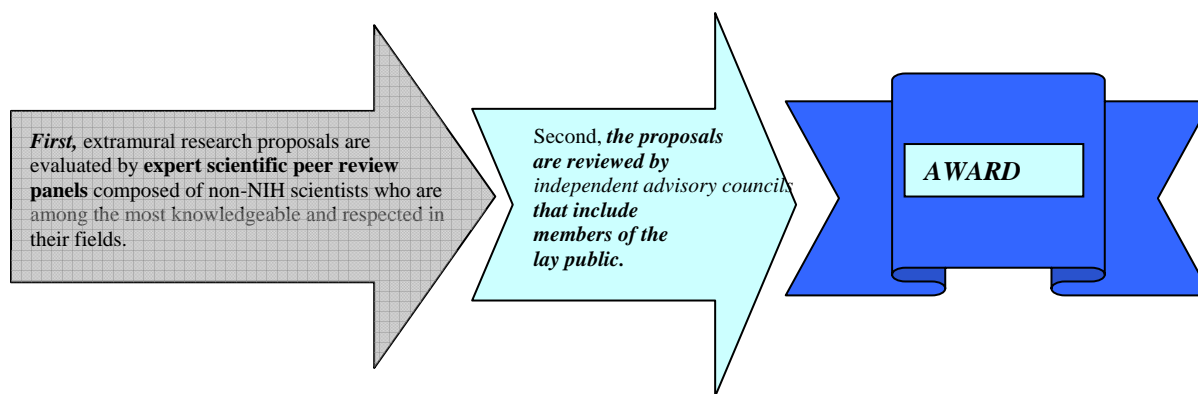 First, extramural research proposals are
evaluated by expert scientific peer review
panels composed of non-NIH scientists who are
among the most knowledgeable and respected in
their fields.
Second, the proposals
are reviewed by
independent advisory councils
that include
members of the
lay public.
AWARD